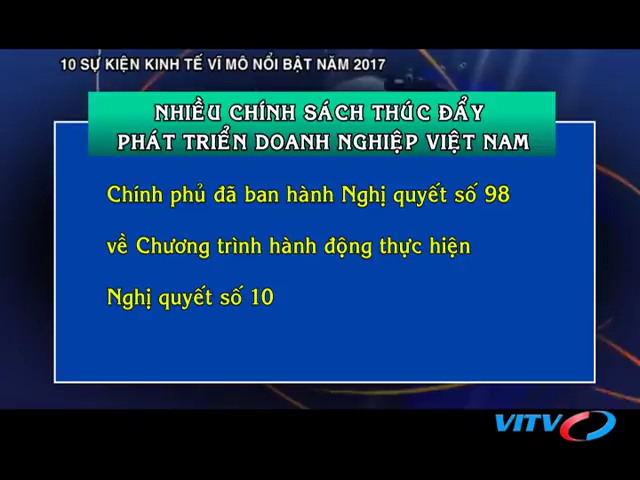 10 SỰ KIỆN KINH TẾ VĨ MÔ NỔI BẬT NĂM 2017
NHIỀU CHÍNH SÁCH THÚC ĐẨY
PHÁT TRIỂN DOANH NGHIỆP VIỆT NAM
Chính phủ đã ban hành Nghị quyết số 98
về Chương trình hành động thực hiện
Nghị quyết số 10
VITV